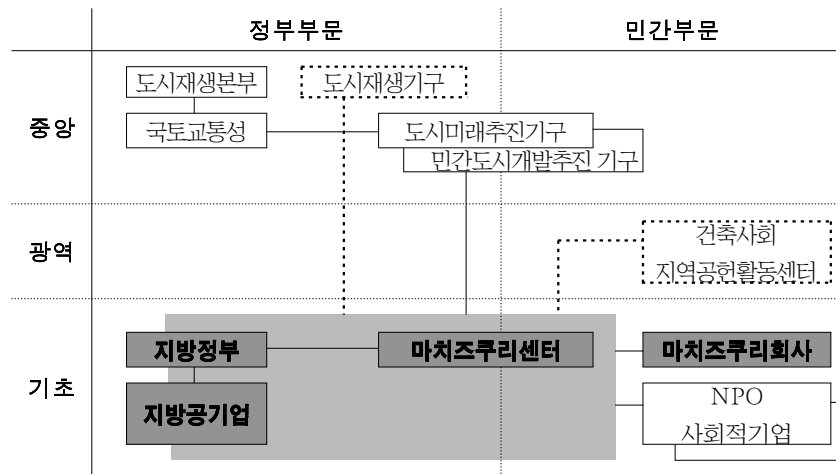 정부부문 민간부문
중앙
도시재생본부 도시재생기구
국토교통성 도시미래추진기구
민간도시개발추진 기구
광역
건축사회
지역공헌활동센터
기초
지방정부 마치즈쿠리센터 마치즈쿠리회사
지방공기업
NPO
사회적기업